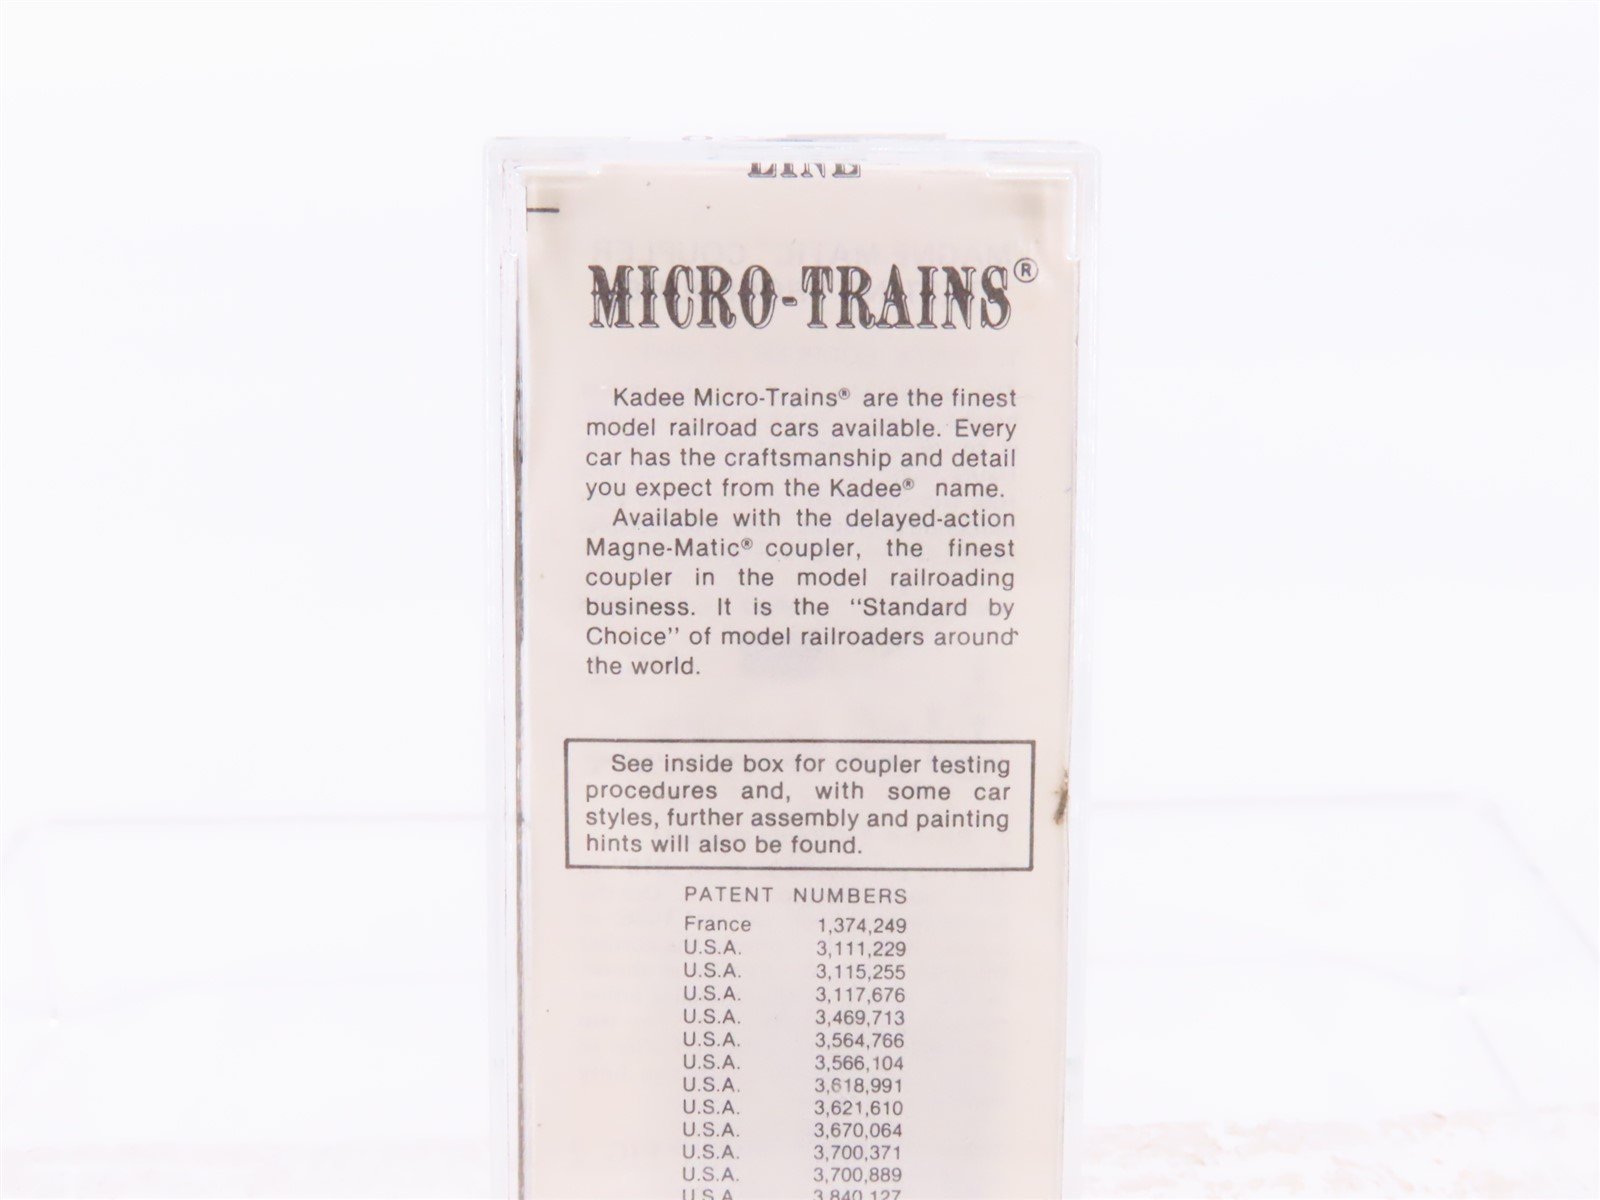 LINE
MICRO-TRAINS®
Kadee Micro-Trains® are the finest
model railroad cars available. Every
car has the craftsmanship and detail
you expect from the Kadee® name.
Available with the delayed-action
Magne-Matic® coupler, the finest
coupler in the model railroading
business. It is the "Standard by
Choice" of model railroaders around
the world.
See inside box for coupler testing
procedures and, with some car
styles, further assembly and painting
hints will also be found.
PATENT NUMBERS
France 1,374,249
U.S.A. 3,111,229
U.S.A. 3,115,255
U.S.A. 3,117,676
U.S.A. 3,469,713
U.S.A. 3,564,766
U.S.A. 3,566,104
U.S.A. 3,618,991
U.S.A. 3,621,610
U.S.A. 3,670,064
U.S.A. 3,700,371
U.S.A. 3,700,889
U.S.A. 3,840,127